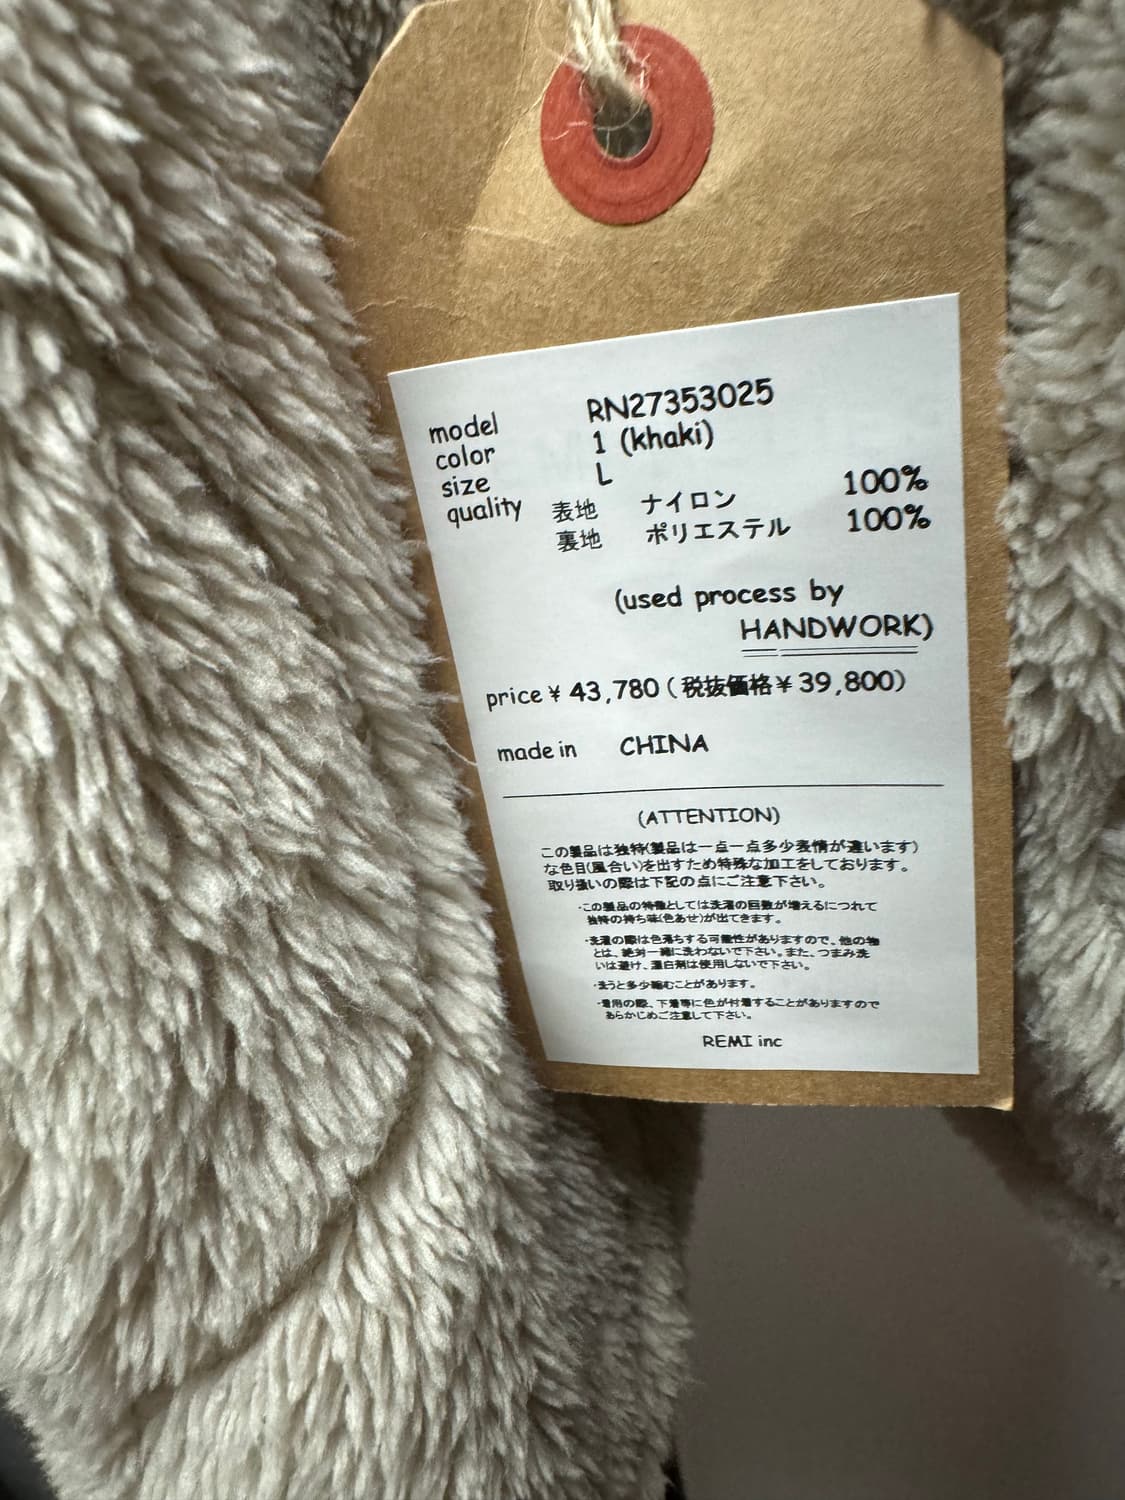 model RN27353025
color 1 (khaki)
size L
quality 表地 ナイロン 100%
裏地 ポリエステル 100%
(used process by
HANDWORK)
price ¥ 43,780 (税抜価格¥39,800)
made in CHINA
(ATTENTION)
この製品は独特(製品は一点一点多少表情が違います)
な色目(風合い)を出すため特殊な加工をしております。
取り扱いの際は下記の点にご注意下さい。
・この製品の特徴としては洗濯の回数が増えるにつれて
独特の持ち味(色あせ)が出てきます。
・洗濯の際は色落ちする可能性がありますので、他の物
とは、絶対一緒に洗わないで下さい。また、つまみ洗
いは避け、漂白剤は使用しないで下さい。
・洗うと多少縮むことがあります。
・着用の際、下着等に色が付着することがありますので
あらかじめご注意して下さい。
REMI inc